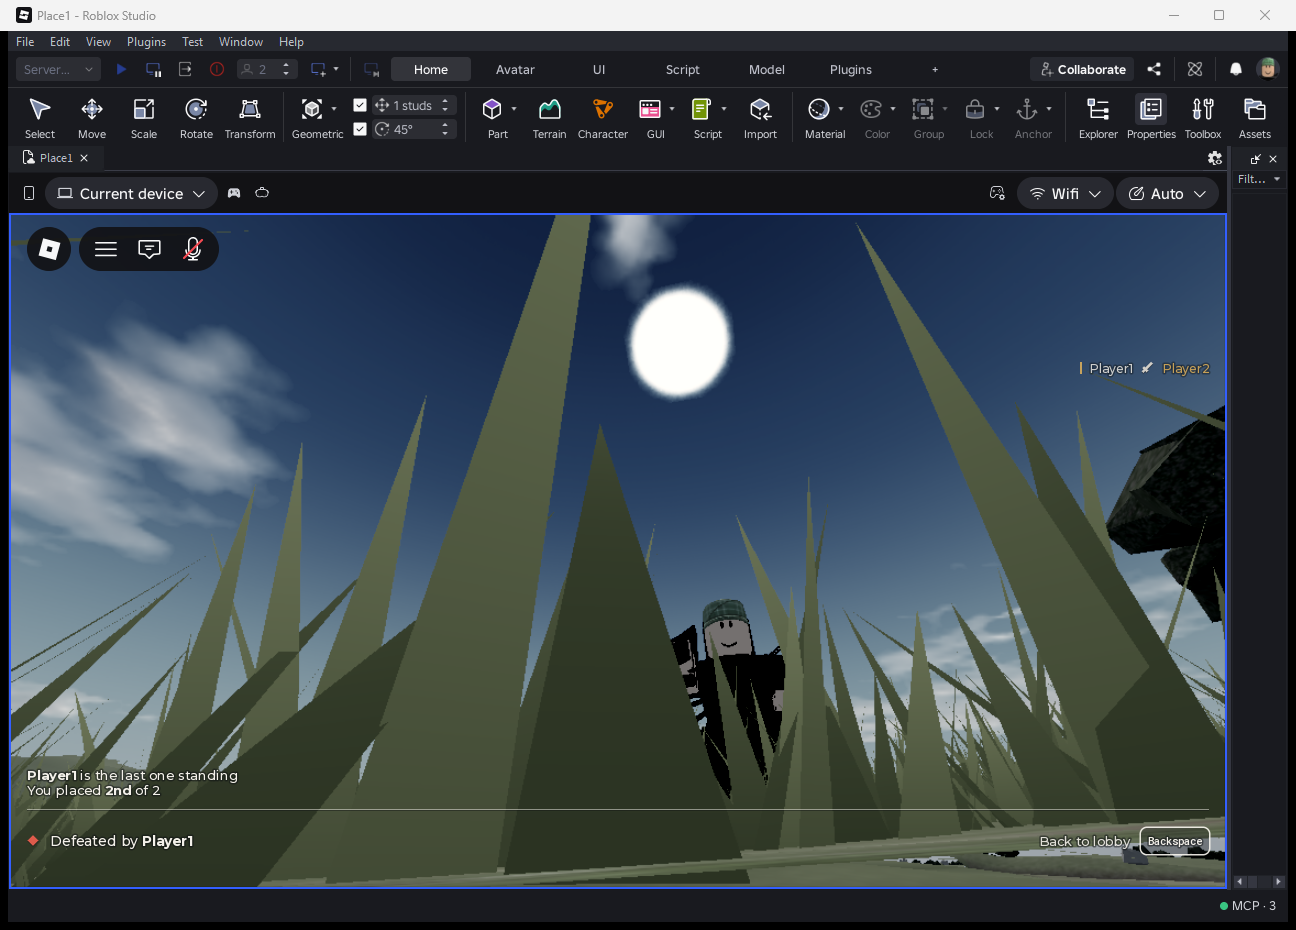 Place1 - Roblox Studio
File Edit View Plugins Test Window Help
Server... 2 Home Avatar UI Script Model Plugins + Collaborate
1 studs
45°
Select Move Scale Rotate Transform Geometric Part Terrain Character GUI Script Import Material Color Group Lock Anchor Explorer Properties Toolbox Assets
Place1
Filt...
Current device Wifi Auto
Player1 Player2
Player1 is the last one standing
You placed 2nd of 2
Defeated by Player1
Back to lobby Backspace
MCP · 3